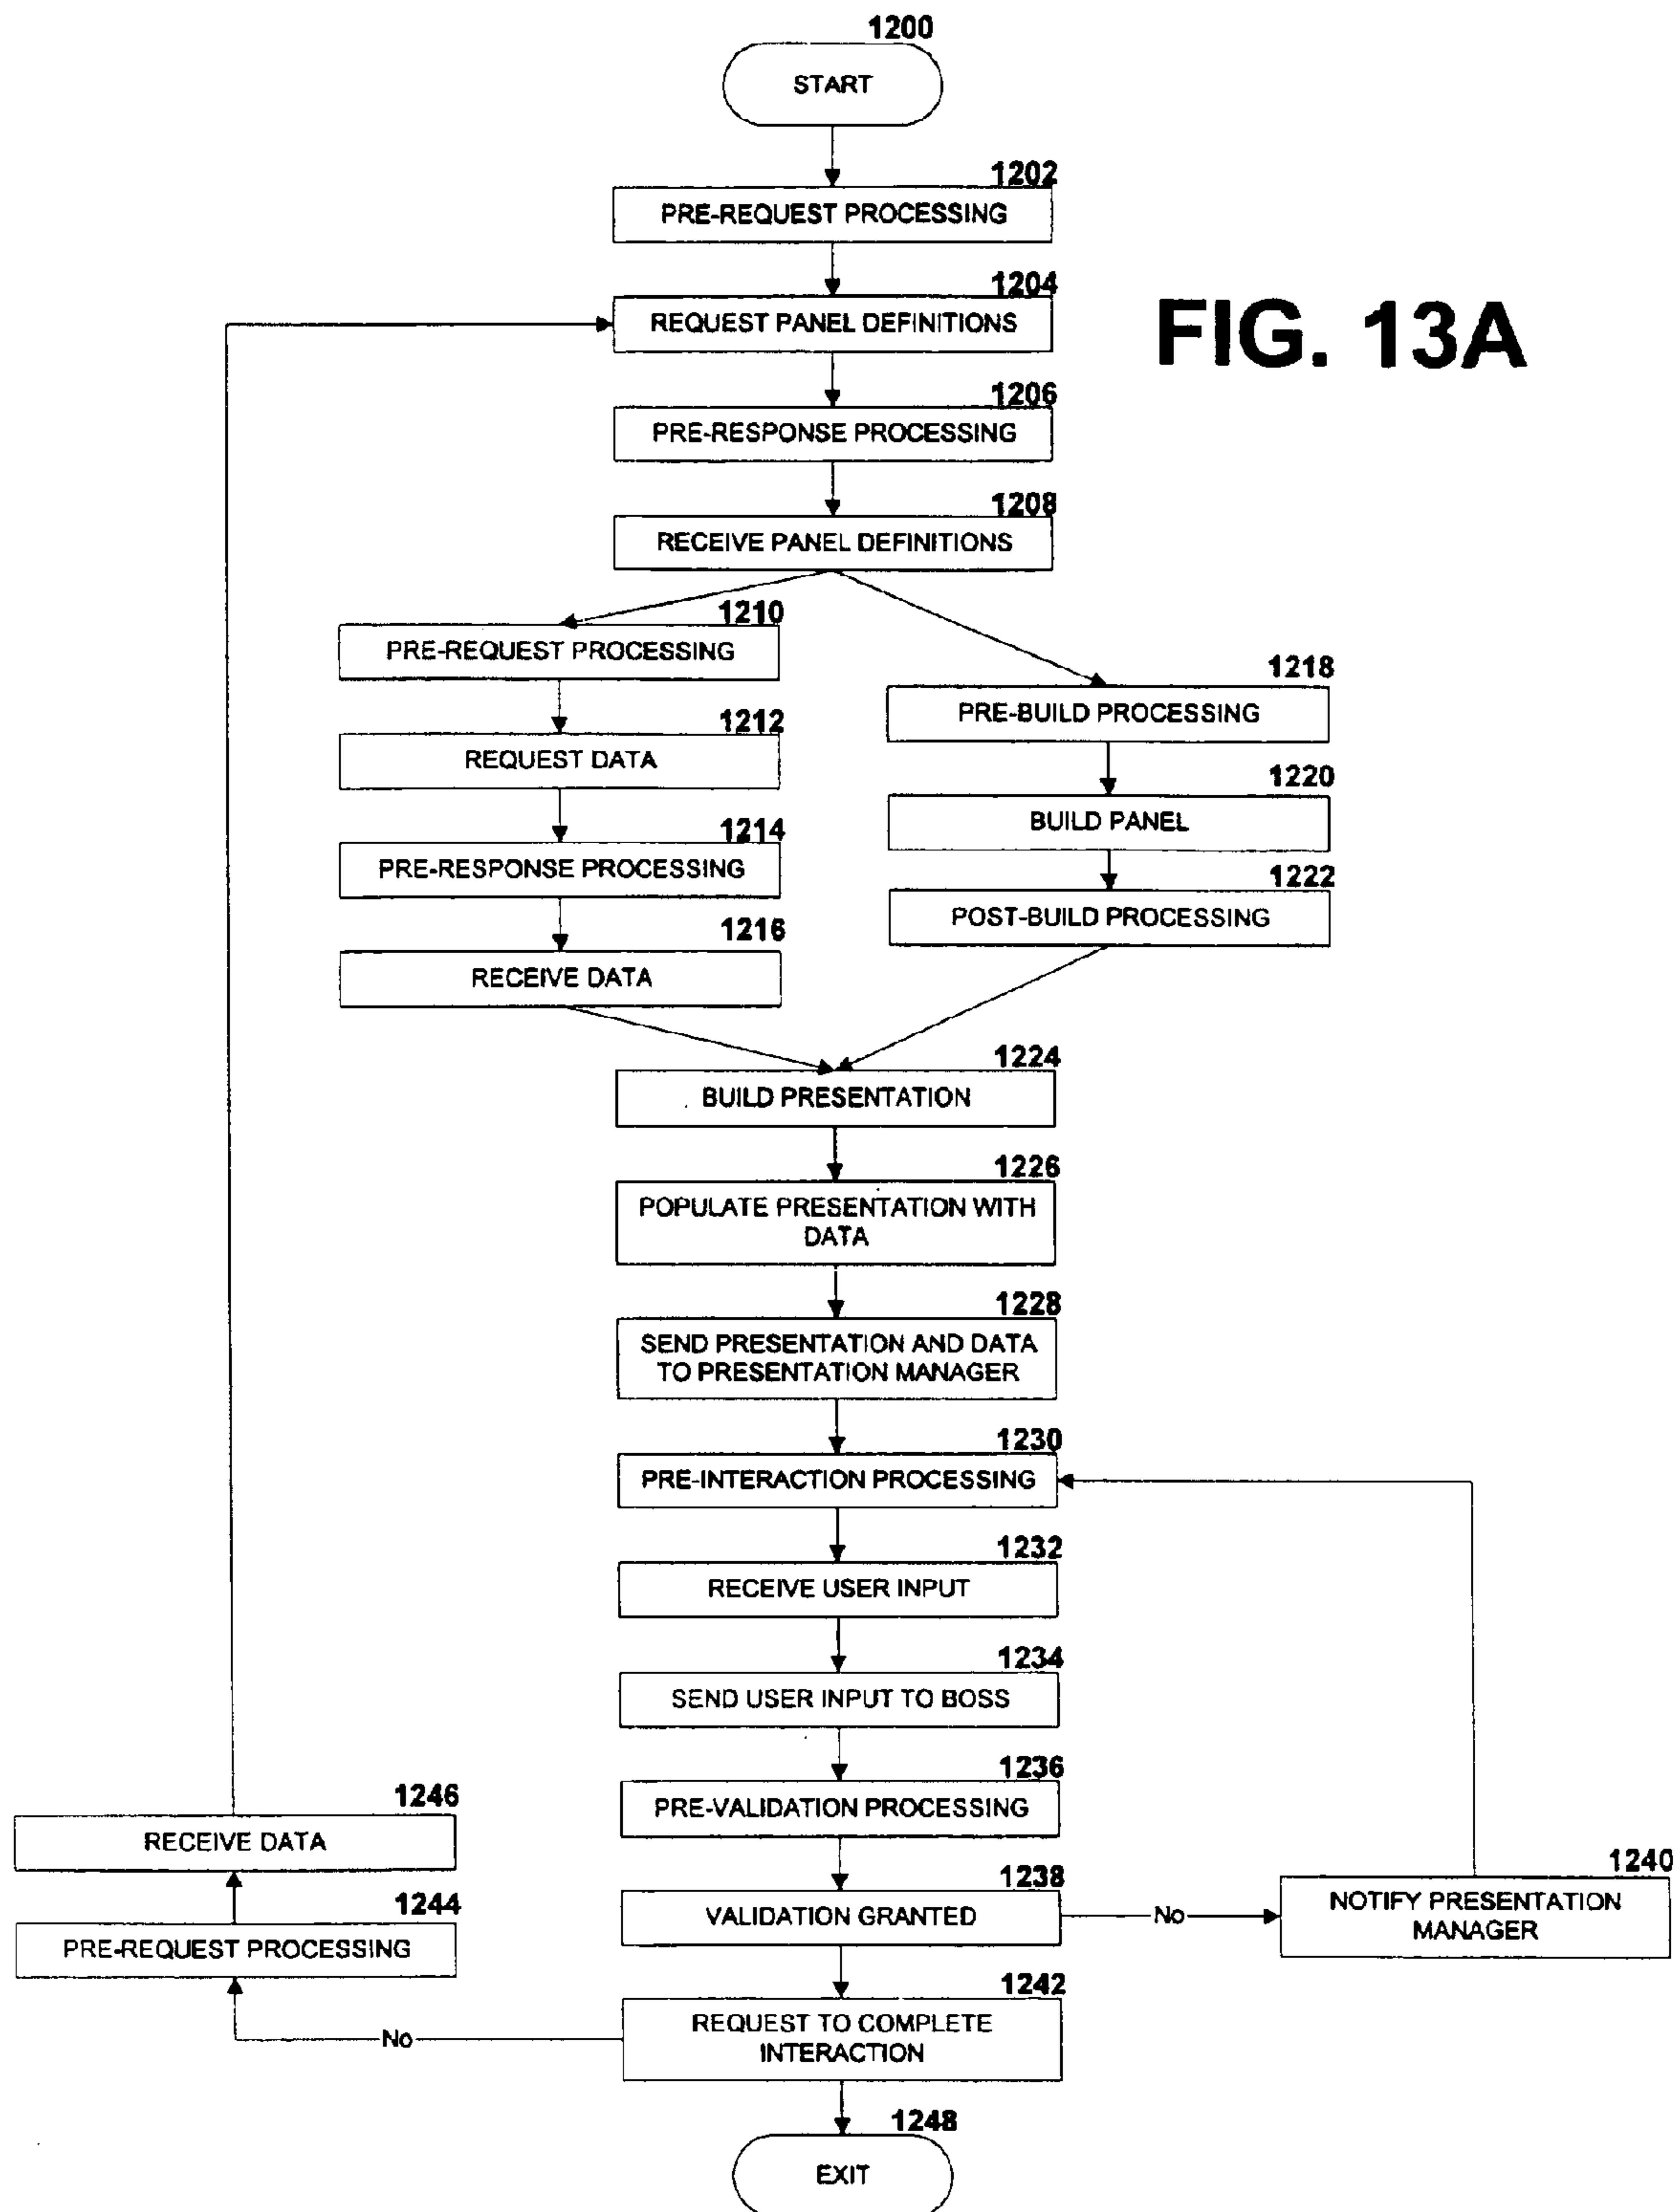 1200
START
1202
PRE-REQUEST PROCESSING
1204
REQUEST PANEL DEFINITIONS
FIG. 13A
1206
PRE-RESPONSE PROCESSING
1208
RECEIVE PANEL DEFINITIONS
1210
PRE-REQUEST PROCESSING
1212
REQUEST DATA
1214
PRE-RESPONSE PROCESSING
1216
RECEIVE DATA
1218
PRE-BUILD PROCESSING
1220
BUILD PANEL
1222
POST-BUILD PROCESSING
1224
BUILD PRESENTATION
1226
POPULATE PRESENTATION WITH
DATA
1228
SEND PRESENTATION AND DATA
TO PRESENTATION MANAGER
1230
PRE-INTERACTION PROCESSING
1232
RECEIVE USER INPUT
1234
SEND USER INPUT TO BOSS
1236
PRE-VALIDATION PROCESSING
1238
VALIDATION GRANTED
No
1240
NOTIFY PRESENTATION
MANAGER
1242
REQUEST TO COMPLETE
INTERACTION
No
1244
PRE-REQUEST PROCESSING
1246
RECEIVE DATA
1248
EXIT